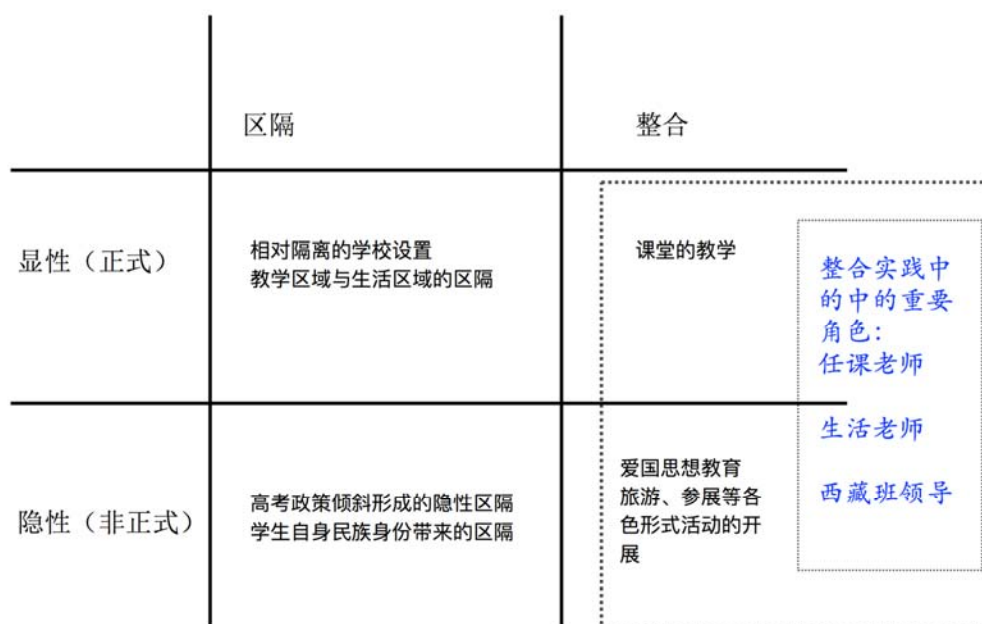 区隔
整合
显性（正式）
相对隔离的学校设置
教学区域与生活区域的区隔
课堂的教学
整合实践中
的中的重要
角色：
任课老师
生活老师
西藏班领导
隐性（非正式）
高考政策倾斜形成的隐性区隔
学生自身民族身份带来的区隔
爱国思想教育
旅游、参展等各
色形式活动的开
展